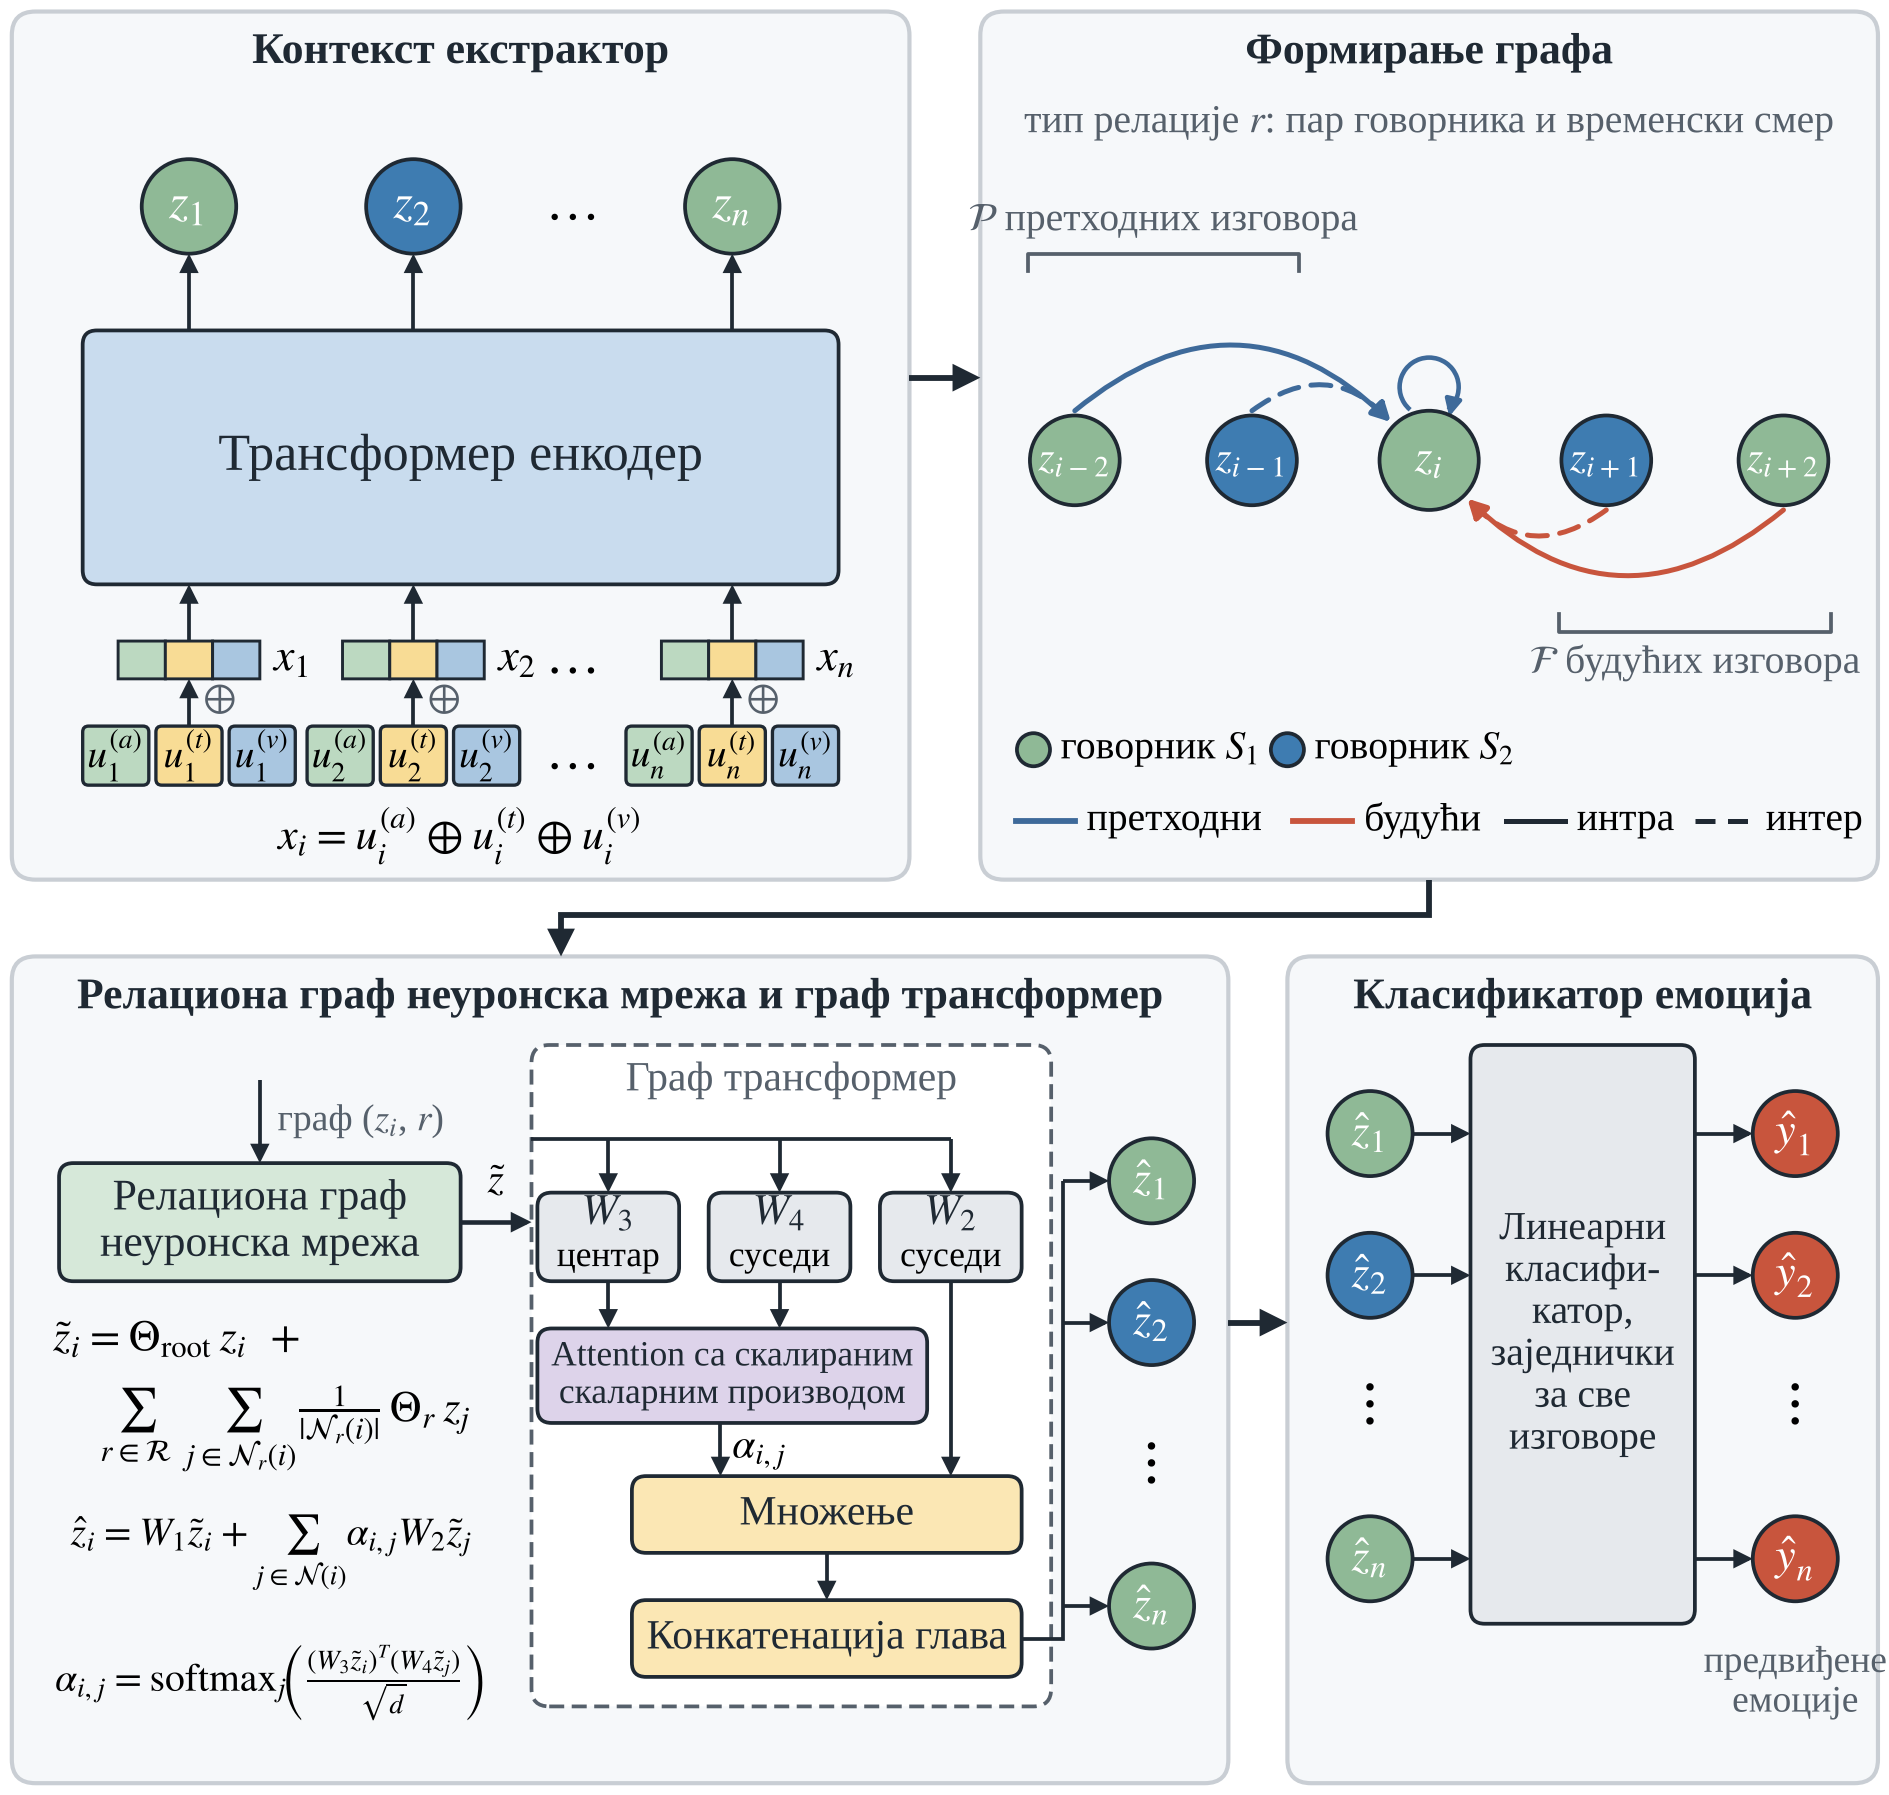 Контекст екстрактор
z₁ z₂ … zₙ
Трансформер енкодер
x₁ x₂ … xₙ
⊕ ⊕ ⊕
u₁⁽ᵃ⁾ u₁⁽ᵗ⁾ u₁⁽ᵛ⁾ u₂⁽ᵃ⁾ u₂⁽ᵗ⁾ u₂⁽ᵛ⁾ … uₙ⁽ᵃ⁾ uₙ⁽ᵗ⁾ uₙ⁽ᵛ⁾
xᵢ = uᵢ⁽ᵃ⁾ ⊕ uᵢ⁽ᵗ⁾ ⊕ uᵢ⁽ᵛ⁾
Формирање графа
тип релације r: пар говорника и временски смер
𝒫 претходних изговора
zᵢ₋₂ zᵢ₋₁ zᵢ zᵢ₊₁ zᵢ₊₂
ℱ будућих изговора
говорник S₁ говорник S₂
претходни будући интра интер
Релациона граф неуронска мрежа и граф трансформер
граф (zᵢ, r)
Релациона граф
неуронска мрежа
z̃
z̃ᵢ = Θ_root zᵢ +
∑_{r ∈ ℛ} ∑_{j ∈ 𝒩ᵣ(i)} 1/|𝒩ᵣ(i)| Θᵣ zⱼ
ẑᵢ = W₁z̃ᵢ + ∑_{j ∈ 𝒩(i)} α_{i,j}W₂z̃ⱼ
α_{i,j} = softmaxⱼ((W₃z̃ᵢ)ᵀ(W₄z̃ⱼ)/√d)
Граф трансформер
W₃
центар
W₄
суседи
W₂
суседи
Attention са скалираним
скаларним производом
α_{i,j}
Множење
Конкатенација глава
ẑ₁
ẑ₂
⋮
ẑₙ
Класификатор емоција
ẑ₁
ẑ₂
⋮
ẑₙ
Линеарни
класифи-
катор,
заједнички
за све
изговоре
ŷ₁
ŷ₂
⋮
ŷₙ
предвиђене
емоције